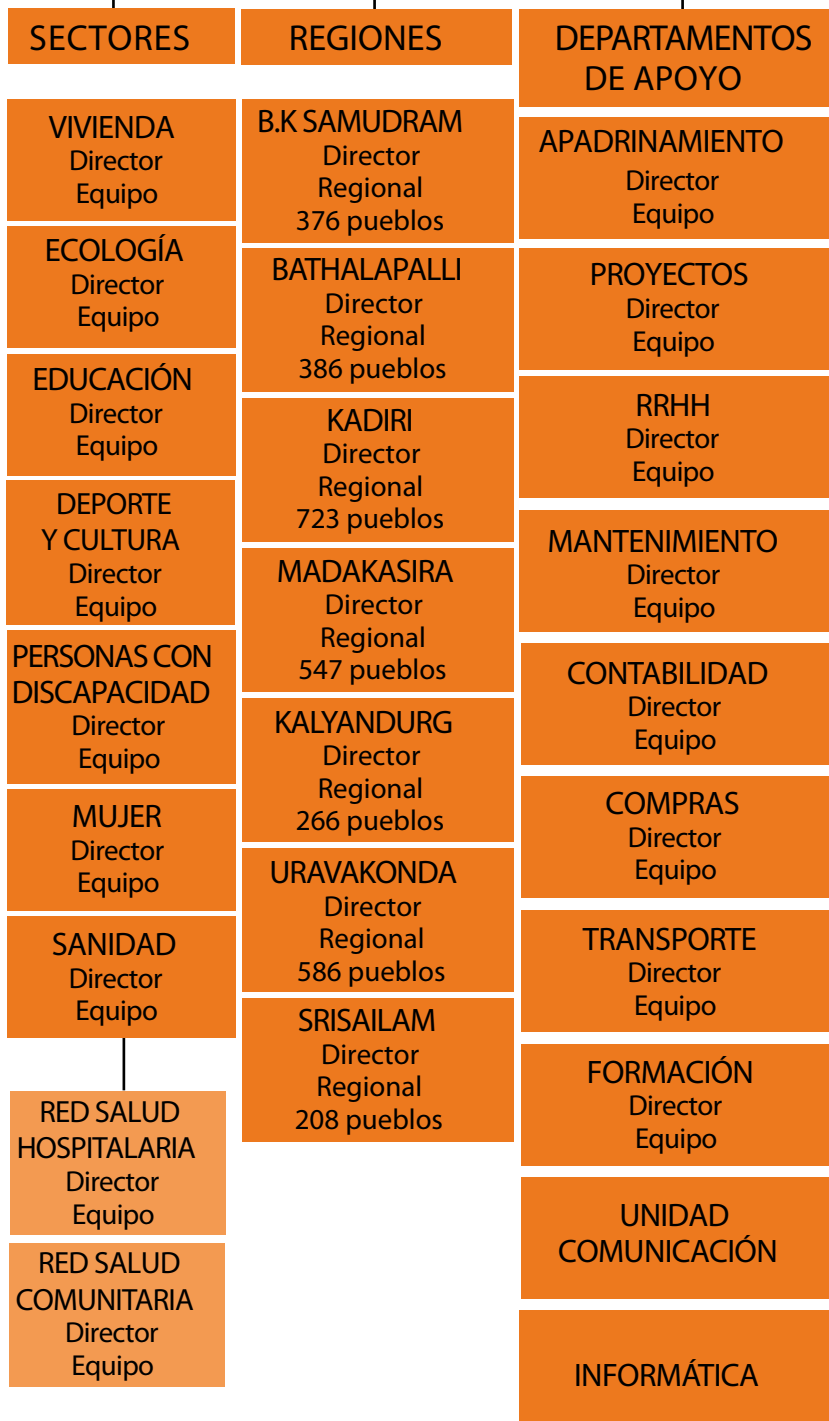 SECTORES
VIVIENDA
Director
Equipo
ECOLOGÍA
Director
Equipo
EDUCACIÓN
Director
Equipo
DEPORTE
Y CULTURA
Director
Equipo
PERSONAS CON
DISCAPACIDAD
Director
Equipo
MUJER
Director
Equipo
SANIDAD
Director
Equipo
RED SALUD
HOSPITALARIA
Director
Equipo
RED SALUD
COMUNITARIA
Director
Equipo
REGIONES
B.K SAMUDRAM
Director
Regional
376 pueblos
BATHALAPALLI
Director
Regional
386 pueblos
KADIRI
Director
Regional
723 pueblos
MADAKASIRA
Director
Regional
547 pueblos
KALYANDURG
Director
Regional
266 pueblos
URAVAKONDA
Director
Regional
586 pueblos
SRISAILAM
Director
Regional
208 pueblos
DEPARTAMENTOS
DE APOYO
APADRINAMIENTO
Director
Equipo
PROYECTOS
Director
Equipo
RRHH
Director
Equipo
MANTENIMIENTO
Director
Equipo
CONTABILIDAD
Director
Equipo
COMPRAS
Director
Equipo
TRANSPORTE
Director
Equipo
FORMACIÓN
Director
Equipo
UNIDAD
COMUNICACIÓN
INFORMÁTICA